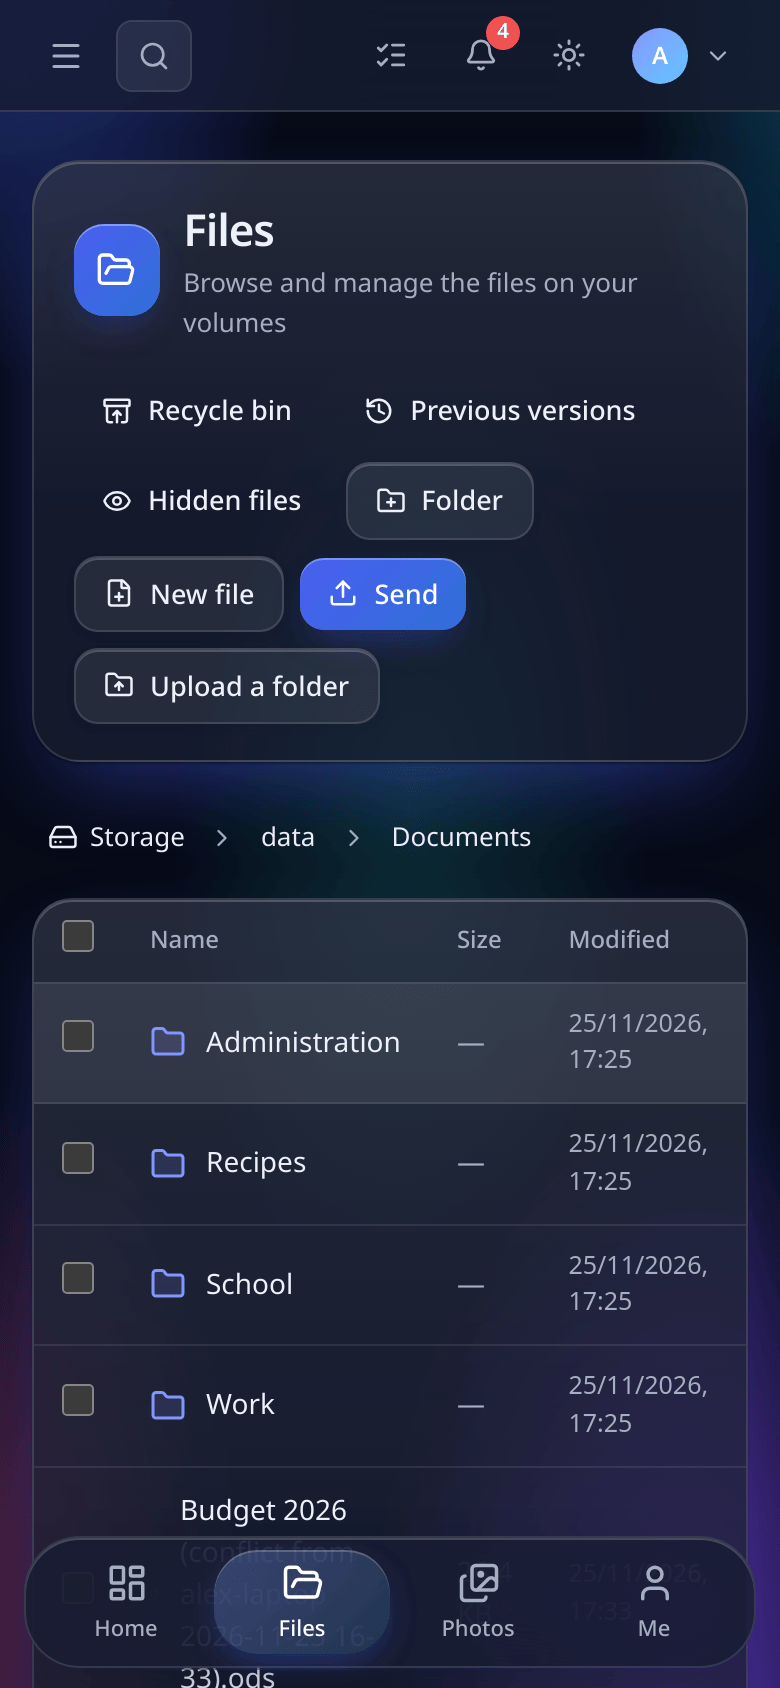 4
A
Files
Browse and manage the files on your
volumes
Recycle bin
Previous versions
Hidden files
Folder
New file
Send
Upload a folder
Storage
data
Documents
Name Size Modified
Administration — 25/11/2026,
17:25
Recipes — 25/11/2026,
17:25
School — 25/11/2026,
17:25
Work — 25/11/2026,
17:25
Budget 2026
(conflict from
33).ods
Home
Files
Photos
Me